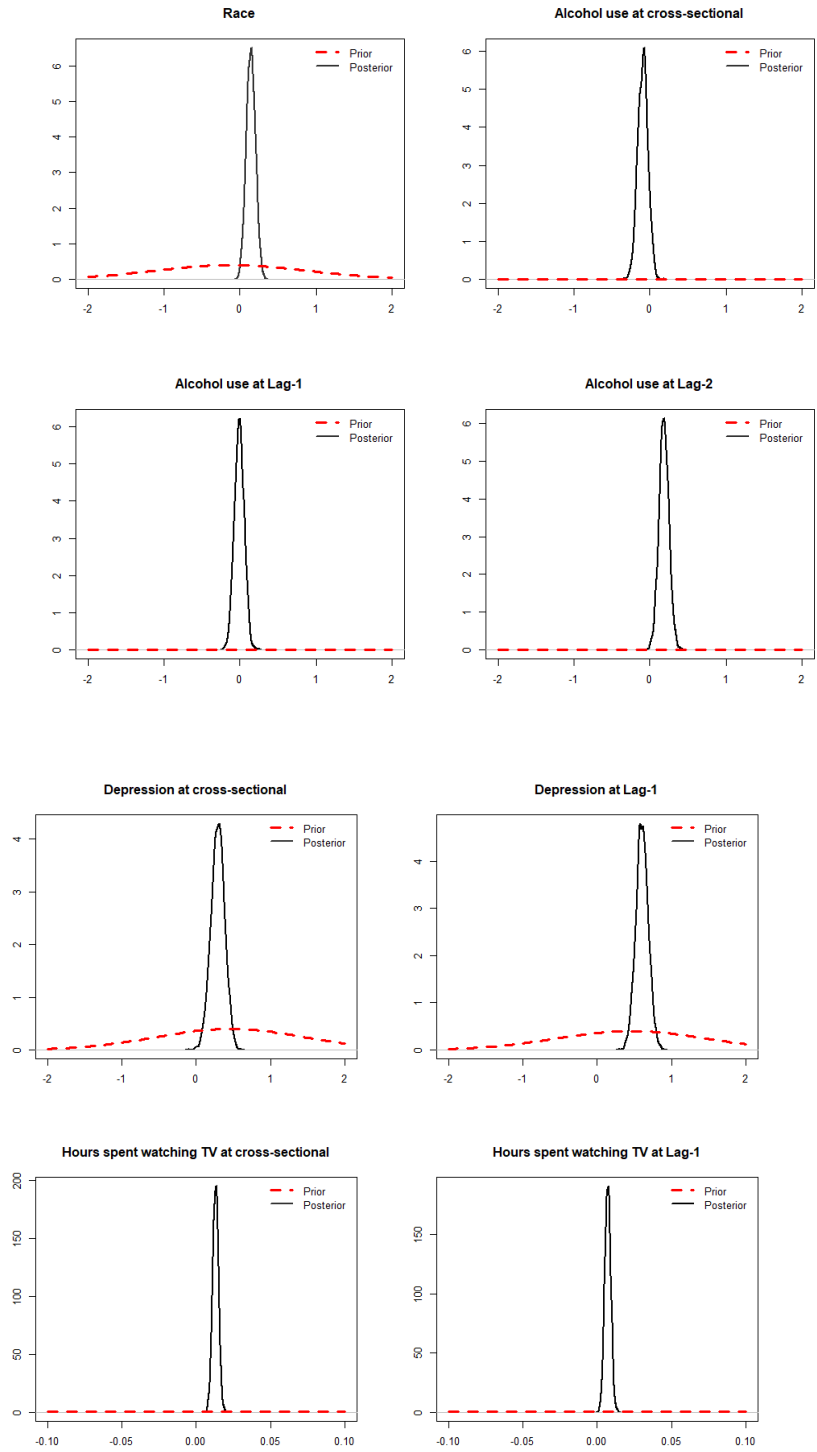 Race
Prior
Posterior
6
5
4
3
2
1
0
-2 -1 0 1 2
Alcohol use at cross-sectional
Prior
Posterior
6
5
4
3
2
1
0
-2 -1 0 1 2
Alcohol use at Lag-1
Prior
Posterior
6
5
4
3
2
1
0
-2 -1 0 1 2
Alcohol use at Lag-2
Prior
Posterior
6
5
4
3
2
1
0
-2 -1 0 1 2
Depression at cross-sectional
Prior
Posterior
4
3
2
1
0
-2 -1 0 1 2
Depression at Lag-1
Prior
Posterior
4
3
2
1
0
-2 -1 0 1 2
Hours spent watching TV at cross-sectional
Prior
Posterior
200
150
100
50
0
-0.10 -0.05 0.00 0.05 0.10
Hours spent watching TV at Lag-1
Prior
Posterior
150
100
50
0
-0.10 -0.05 0.00 0.05 0.10